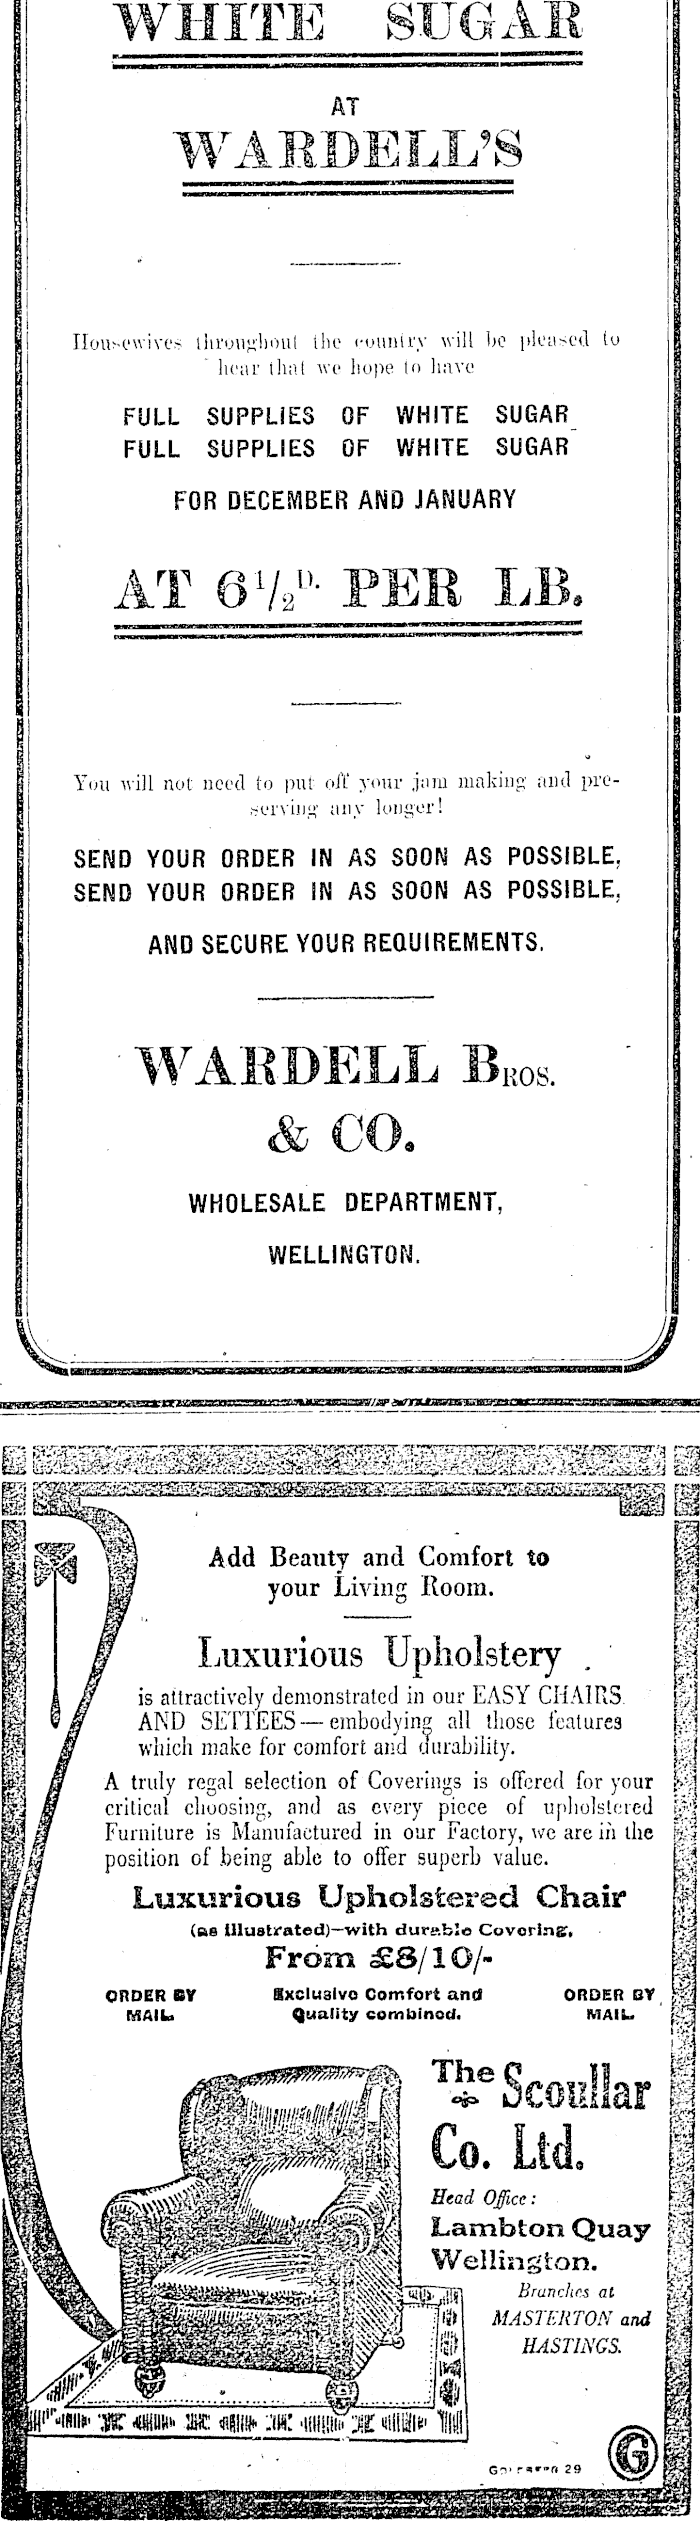 WHITE SUGAR
AT
WARDELL'S
Housewives throughout the country will be pleased to
hear that we hope to have
FULL SUPPLIES OF WHITE SUGAR
FULL SUPPLIES OF WHITE SUGAR
FOR DECEMBER AND JANUARY
AT 6 1/2 D. PER LB.
You will not need to put off your jam making and pre-
serving any longer!
SEND YOUR ORDER IN AS SOON AS POSSIBLE,
SEND YOUR ORDER IN AS SOON AS POSSIBLE,
AND SECURE YOUR REQUIREMENTS.
WARDELL BROS.
& CO.
WHOLESALE DEPARTMENT,
WELLINGTON.
Add Beauty and Comfort to
your Living Room.
Luxurious Upholstery
is attractively demonstrated in our EASY CHAIRS
AND SETTEES — embodying all those features
which make for comfort and durability.
A truly regal selection of Coverings is offered for your
critical choosing, and as every piece of upholstered
Furniture is Manufactured in our Factory, we are in the
position of being able to offer superb value.
Luxurious Upholstered Chair
(as illustrated)—with durable Covering,
From £8/10/-
ORDER BY Exclusive Comfort and ORDER BY
MAIL. Quality combined. MAIL.
The Scoullar
Co. Ltd.
Head Office:
Lambton Quay
Wellington.
Branches at
MASTERTON and
HASTINGS.
G
29